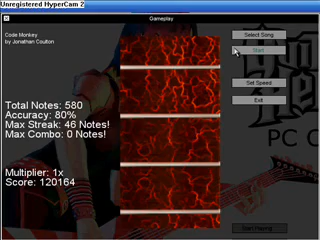 Unregistered HyperCam 2
Gameplay
Code Monkey
by Jonathan Coulton
Select Song
Start
Set Speed
Exit
Total Notes: 580
Accuracy: 80%
Max Streak: 46 Notes!
Max Combo: 0 Notes!
Multiplier: 1x
Score: 120164
PC
Start Playing